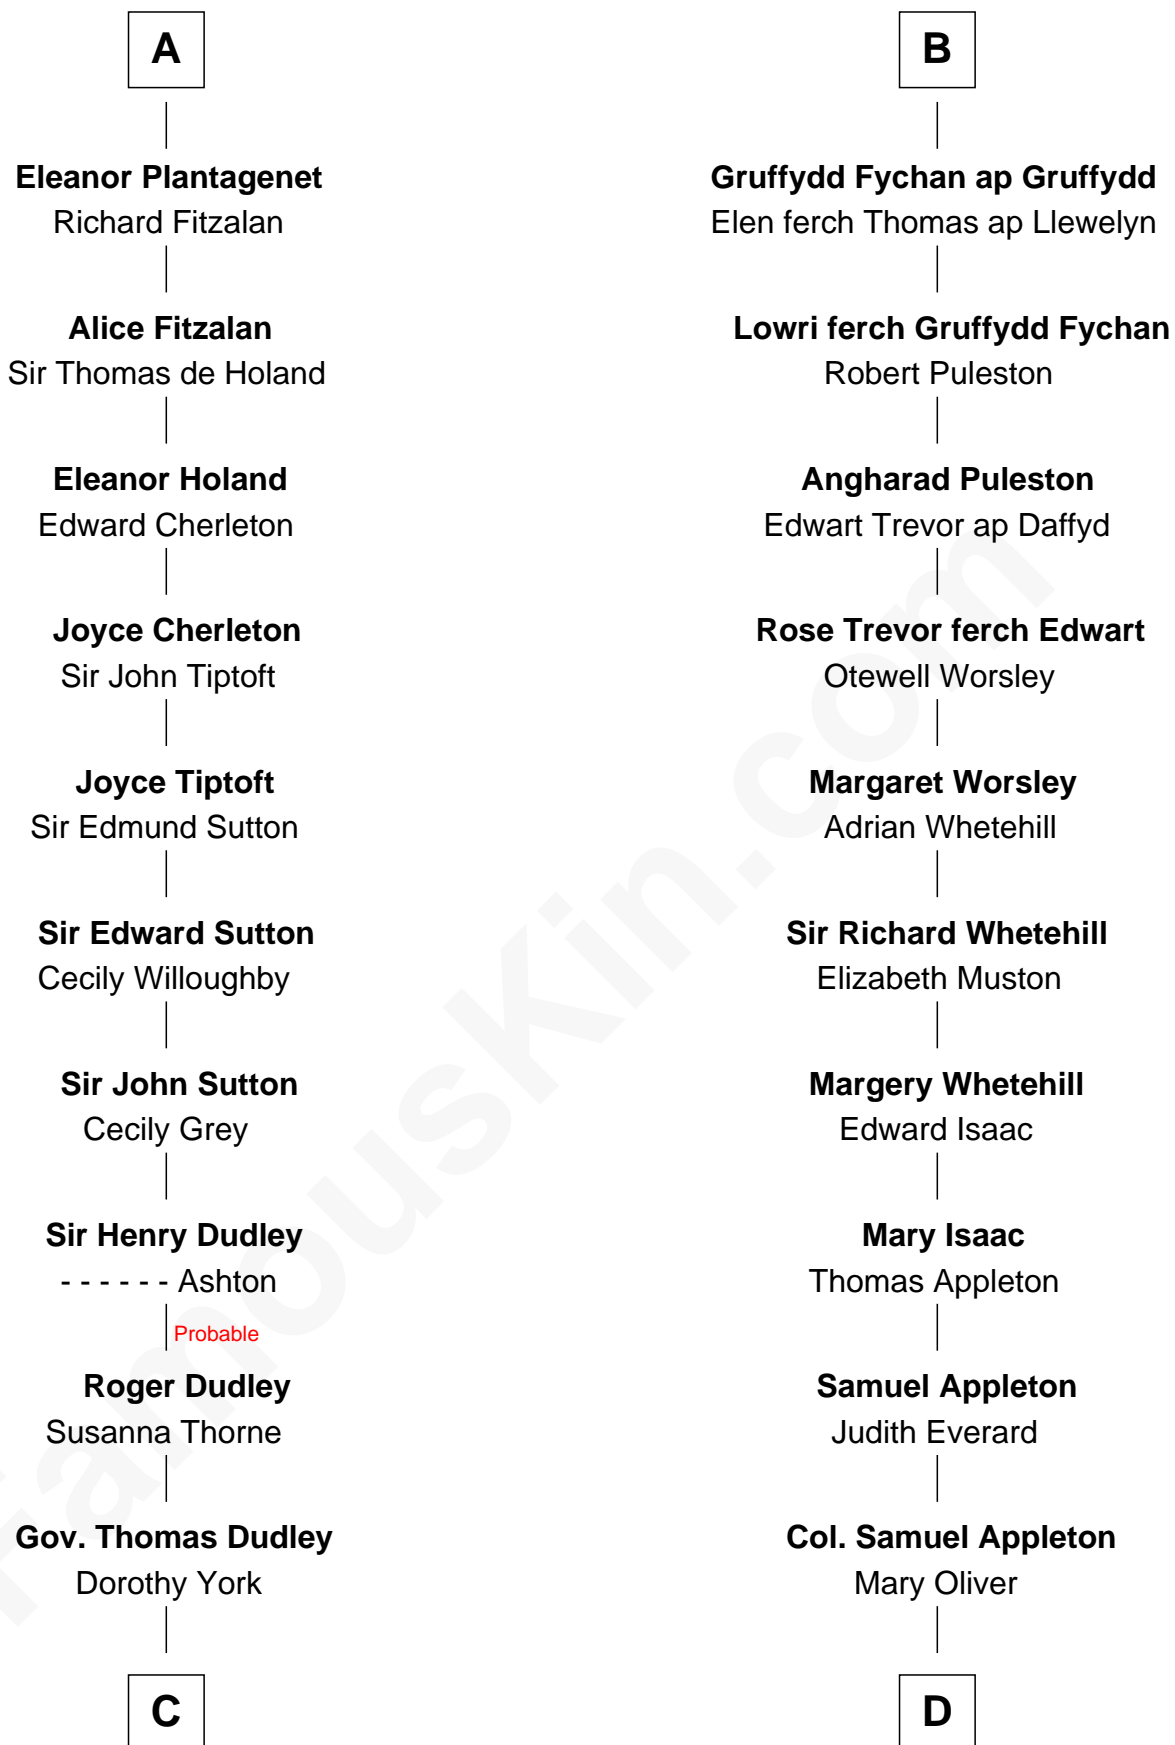 A
Eleanor Plantagenet
Richard Fitzalan
Alice Fitzalan
Sir Thomas de Holand
Eleanor Holand
Edward Cherleton
Joyce Cherleton
Sir John Tiptoft
Joyce Tiptoft
Sir Edmund Sutton
Sir Edward Sutton
Cecily Willoughby
Sir John Sutton
Cecily Grey
Sir Henry Dudley
- - - - - - Ashton
Probable
Roger Dudley
Susanna Thorne
Gov. Thomas Dudley
Dorothy York
C
B
Gruffydd Fychan ap Gruffydd
Elen ferch Thomas ap Llewelyn
Lowri ferch Gruffydd Fychan
Robert Puleston
Angharad Puleston
Edwart Trevor ap Daffyd
Rose Trevor ferch Edwart
Otewell Worsley
Margaret Worsley
Adrian Whetehill
Sir Richard Whetehill
Elizabeth Muston
Margery Whetehill
Edward Isaac
Mary Isaac
Thomas Appleton
Samuel Appleton
Judith Everard
Col. Samuel Appleton
Mary Oliver
D
FamousKin.com